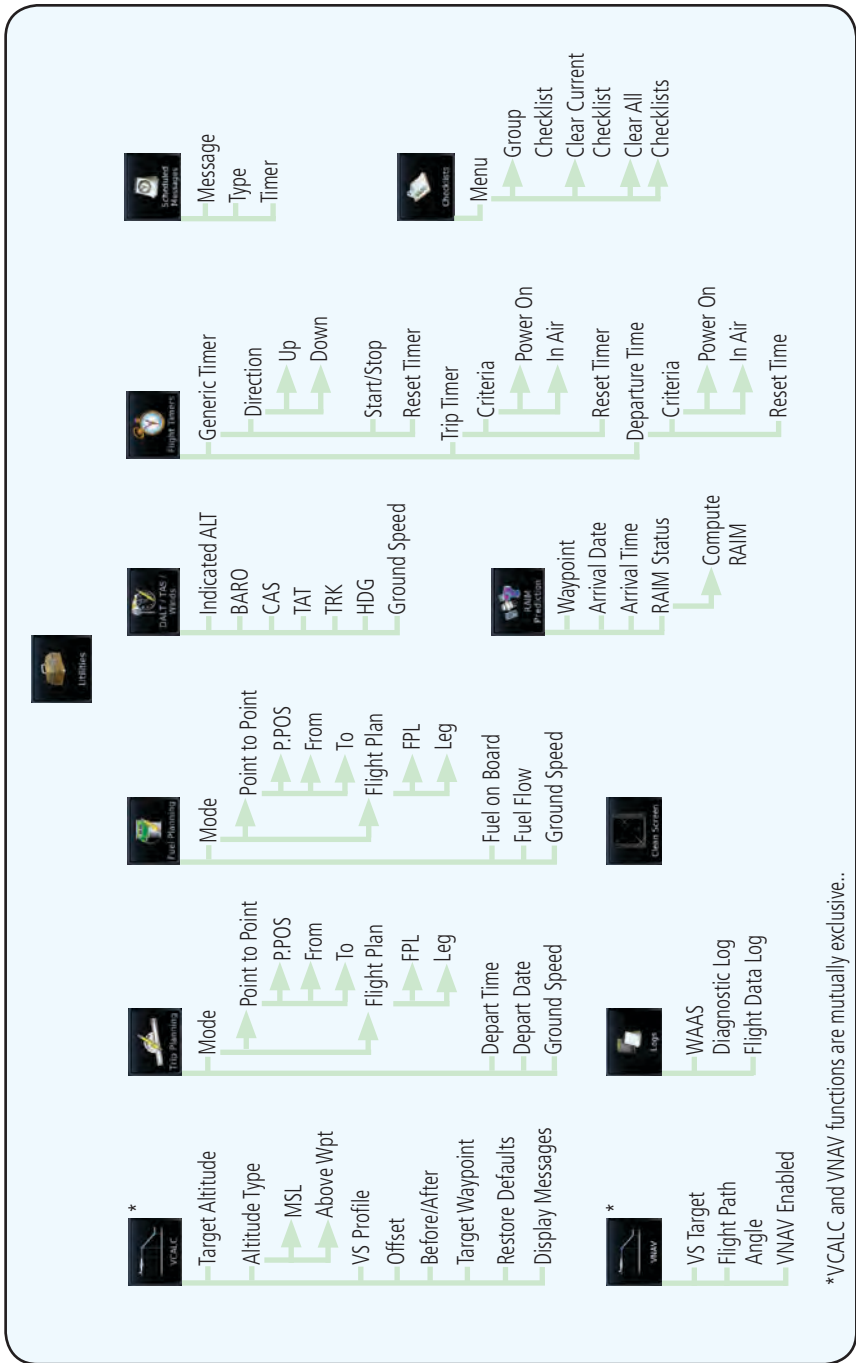 Utilities
*
VCALC
Target Altitude
Altitude Type
MSL
Above Wpt
VS Profile
Offset
Before/After
Target Waypoint
Restore Defaults
Display Messages
Trip Planning
Mode
Point to Point
P.POS
From
To
Flight Plan
FPL
Leg
Depart Time
Depart Date
Ground Speed
Fuel Planning
Mode
Point to Point
P.POS
From
To
Flight Plan
FPL
Leg
Fuel on Board
Fuel Flow
Ground Speed
DALT / TAS /
Winds
Indicated ALT
BARO
CAS
TAT
TRK
HDG
Ground Speed
Flight Timers
Generic Timer
Direction
Up
Down
Start/Stop
Reset Timer
Trip Timer
Criteria
Power On
In Air
Reset Timer
Departure Time
Criteria
Power On
In Air
Reset Time
Scheduled
Messages
Message
Type
Timer
*
VNAV
VS Target
Flight Path
Angle
VNAV Enabled
Logs
WAAS
Diagnostic Log
Flight Data Log
Clean Screen
RAIM
Prediction
Waypoint
Arrival Date
Arrival Time
RAIM Status
Compute
RAIM
Checklists
Menu
Group
Checklist
Clear Current
Checklist
Clear All
Checklists
*VCALC and VNAV functions are mutually exclusive..